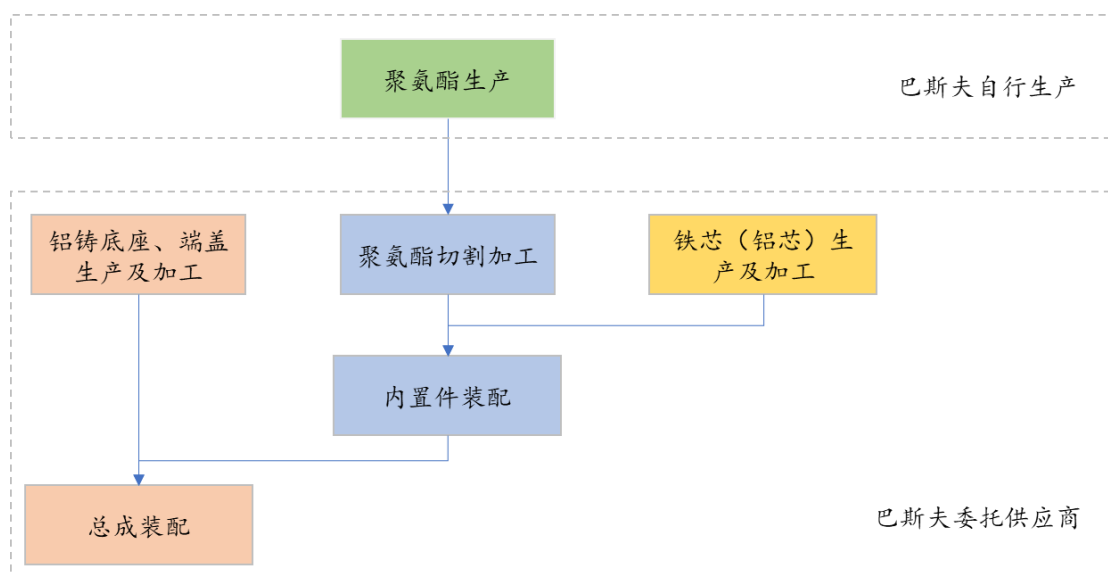 聚氨酯生产
巴斯夫自行生产
铝铸底座、端盖
生产及加工
聚氨酯切割加工
铁芯（铝芯）生
产及加工
内置件装配
总成装配
巴斯夫委托供应商